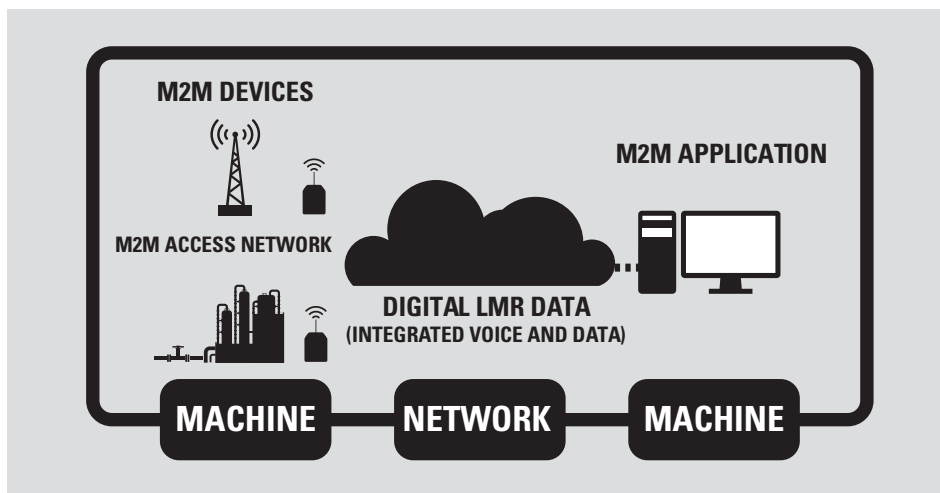 M2M DEVICES
M2M APPLICATION
M2M ACCESS NETWORK
DIGITAL LMR DATA
(INTEGRATED VOICE AND DATA)
MACHINE
NETWORK
MACHINE